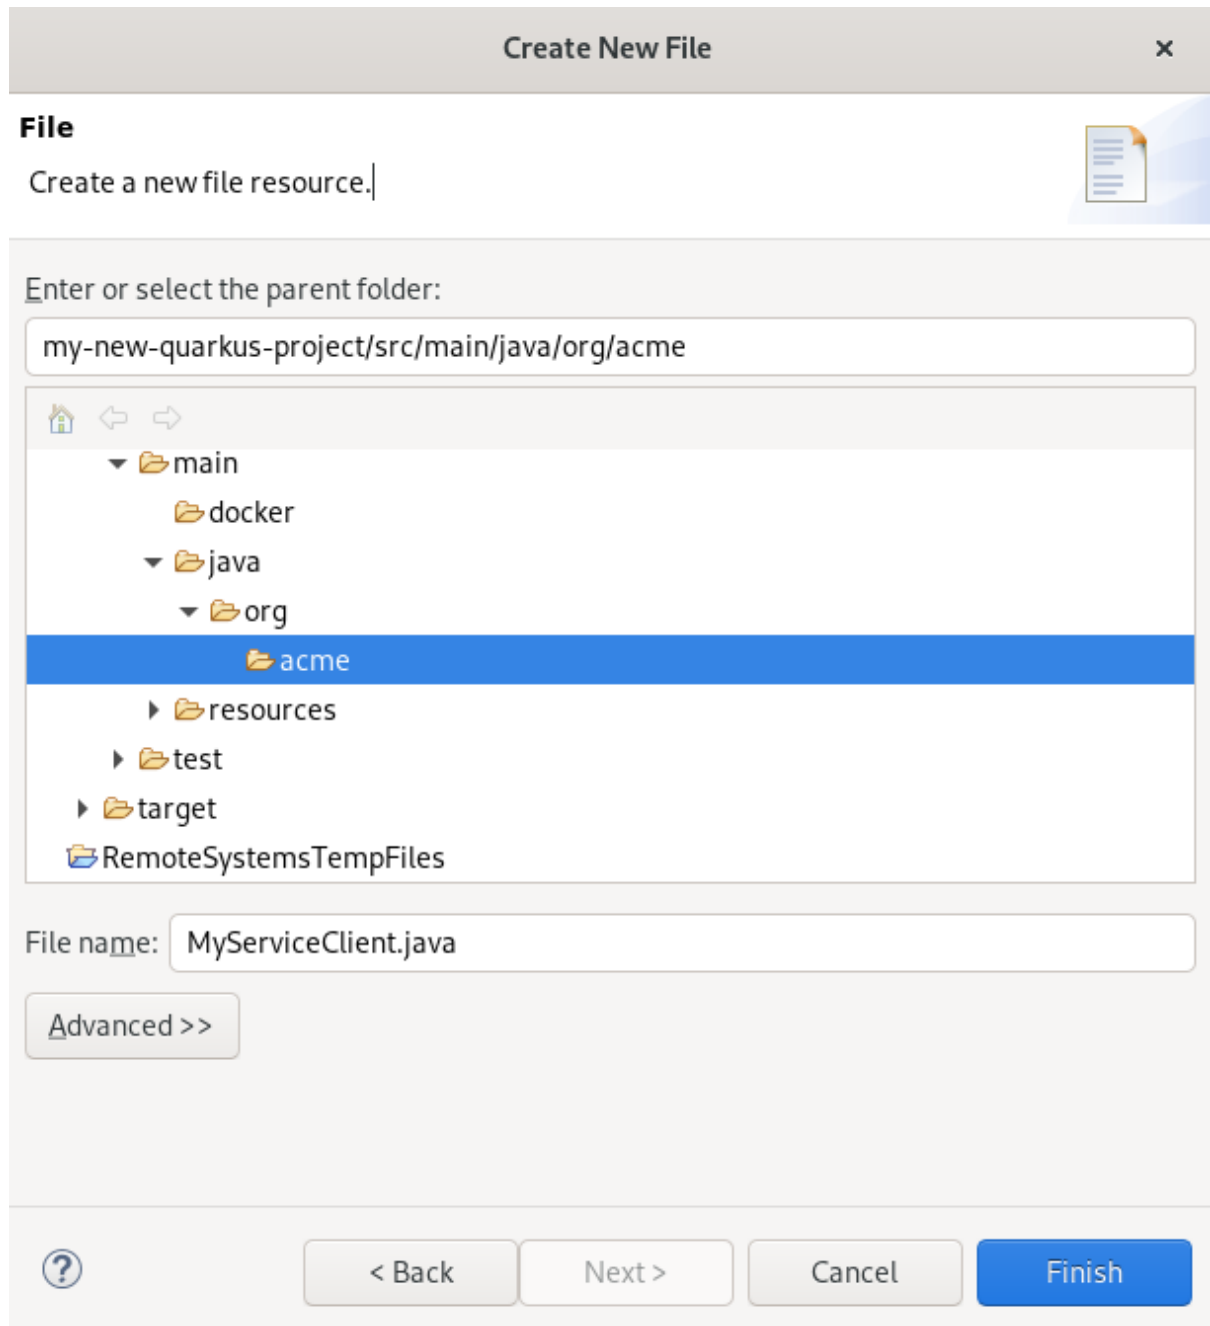 Create New File ×
File
Create a new file resource.
Enter or select the parent folder:
my-new-quarkus-project/src/main/java/org/acme
main
docker
java
org
acme
resources
test
target
RemoteSystemsTempFiles
File name: MyServiceClient.java
Advanced >>
? < Back Next > Cancel Finish